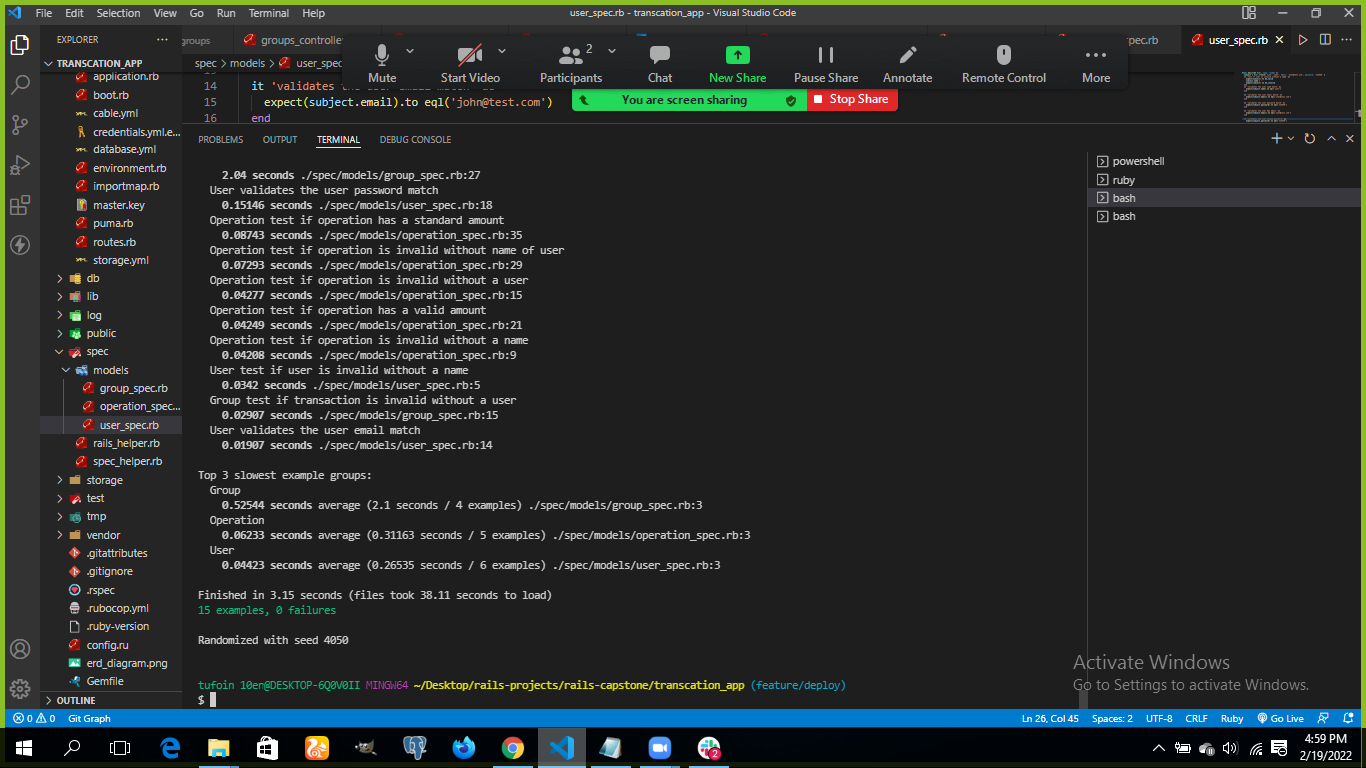 File Edit Selection View Go Run Terminal Help
user_spec.rb - transcation_app - Visual Studio Code
EXPLORER
groups
groups_controlle
spec.rb
user_spec.rb
Mute
Start Video
Participants
2
Chat
New Share
Pause Share
Annotate
Remote Control
More
You are screen sharing
Stop Share
spec > models > user_spec
14 it 'validates the user email match' do
15 expect(subject.email).to eql('john@test.com')
16 end
TRANSCATION_APP
application.rb
boot.rb
cable.yml
credentials.yml.e...
database.yml
environment.rb
importmap.rb
master.key
puma.rb
routes.rb
storage.yml
db
lib
log
public
spec
models
group_spec.rb
operation_spec...
user_spec.rb
rails_helper.rb
spec_helper.rb
storage
test
tmp
vendor
.gitattributes
.gitignore
.rspec
.rubocop.yml
.ruby-version
config.ru
erd_diagram.png
Gemfile
OUTLINE
PROBLEMS OUTPUT TERMINAL DEBUG CONSOLE
2.04 seconds ./spec/models/group_spec.rb:27
User validates the user password match
0.15146 seconds ./spec/models/user_spec.rb:18
Operation test if operation has a standard amount
0.08743 seconds ./spec/models/operation_spec.rb:35
Operation test if operation is invalid without name of user
0.07293 seconds ./spec/models/operation_spec.rb:29
Operation test if operation is invalid without a user
0.04277 seconds ./spec/models/operation_spec.rb:15
Operation test if operation has a valid amount
0.04249 seconds ./spec/models/operation_spec.rb:21
Operation test if operation is invalid without a name
0.04208 seconds ./spec/models/operation_spec.rb:9
User test if user is invalid without a name
0.0342 seconds ./spec/models/user_spec.rb:5
Group test if transaction is invalid without a user
0.02907 seconds ./spec/models/group_spec.rb:15
User validates the user email match
0.01907 seconds ./spec/models/user_spec.rb:14
Top 3 slowest example groups:
Group
0.52544 seconds average (2.1 seconds / 4 examples) ./spec/models/group_spec.rb:3
Operation
0.06233 seconds average (0.31163 seconds / 5 examples) ./spec/models/operation_spec.rb:3
User
0.04423 seconds average (0.26535 seconds / 6 examples) ./spec/models/user_spec.rb:3
Finished in 3.15 seconds (files took 38.11 seconds to load)
15 examples, 0 failures
Randomized with seed 4050
tufoin 10er@DESKTOP-6Q0V0II MINGW64 ~/Desktop/rails-projects/rails-capstone/transcation_app (feature/deploy)
$
powershell
ruby
bash
bash
Activate Windows
Go to Settings to activate Windows.
0 0 Git Graph
Ln 26, Col 45 Spaces: 2 UTF-8 CRLF Ruby Go Live
2
4:59 PM
2/19/2022